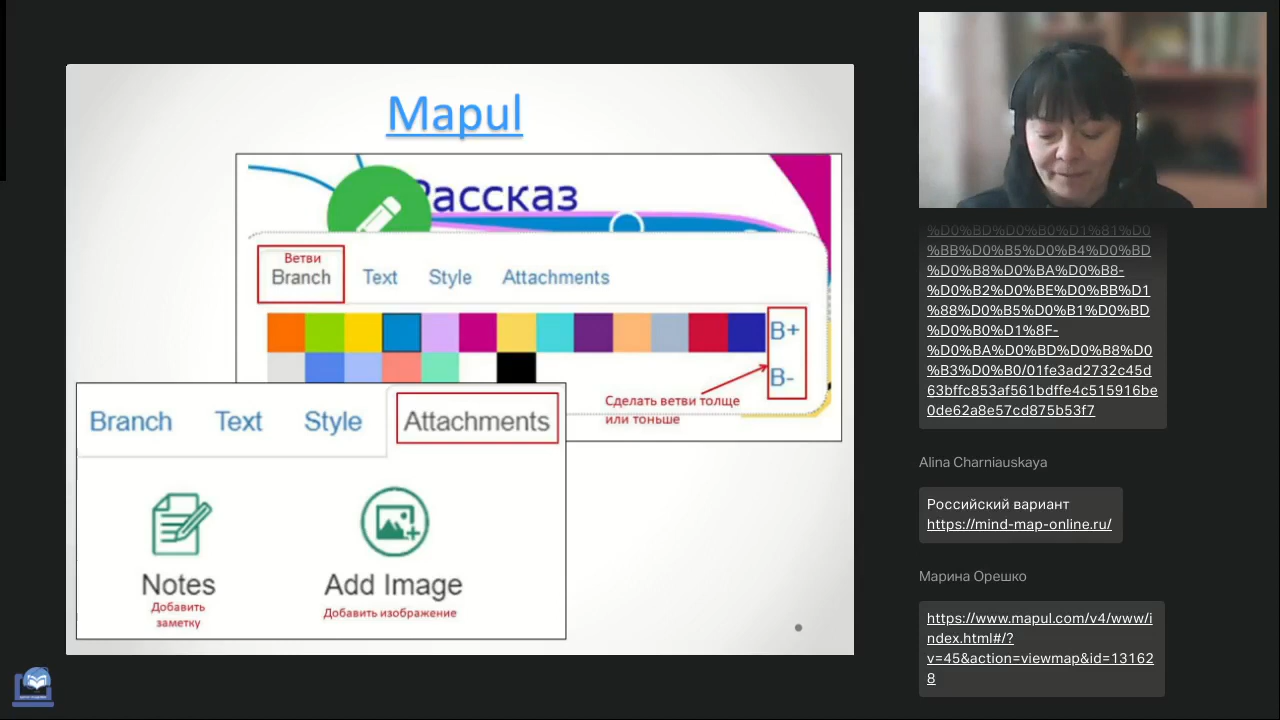 Mapul
Рассказ
Ветви
Branch Text Style Attachments
B+
B-
Сделать ветви толще
или тоньше
Branch Text Style Attachments
Notes Add Image
Добавить
заметку
Добавить изображение
%D0%BD%D0%B0%D1%81%D0
%BB%D0%B5%D0%B4%D0%BD
%D0%B8%D0%BA%D0%B8-
%D0%B2%D0%BE%D0%BB%D1
%88%D0%B5%D0%B1%D0%BD
%D0%B0%D1%8F-
%D0%BA%D0%BD%D0%B8%D0
%B3%D0%B0/01fe3ad2732c45d
63bffc853af561bdffe4c515916be
0de62a8e57cd875b53f7
Alina Charniauskaya
Российский вариант
https://mind-map-online.ru/
Марина Орешко
https://www.mapul.com/v4/www/i
ndex.html#/?
v=45&action=viewmap&id=13162
8